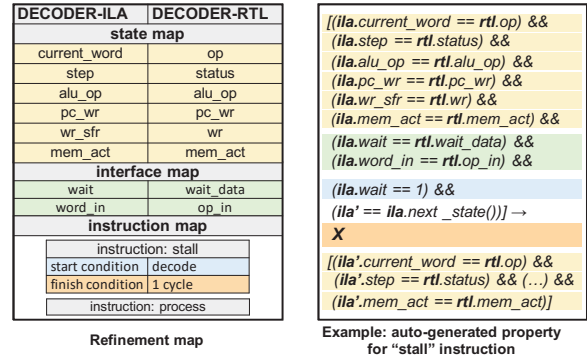 DECODER-ILA DECODER-RTL
state map
current_word op
step status
alu_op alu_op
pc_wr pc_wr
wr_sfr wr
mem_act mem_act
interface map
wait wait_data
word_in op_in
instruction map
instruction: stall
start condition decode
finish condition 1 cycle
instruction: process
Refinement map
[(ila.current_word == rtl.op) &&
(ila.step == rtl.status) &&
(ila.alu_op == rtl.alu_op) &&
(ila.pc_wr == rtl.pc_wr) &&
(ila.wr_sfr == rtl.wr) &&
(ila.mem_act == rtl.mem_act) &&
(ila.wait == rtl.wait_data) &&
(ila.word_in == rtl.op_in) &&
(ila.wait == 1) &&
(ila' == ila.next _state())] →
X
[(ila'.current_word == rtl.op) &&
(ila'.step == rtl.status) && (...) &&
(ila'.mem_act == rtl.mem_act)]
Example: auto-generated property
for “stall” instruction